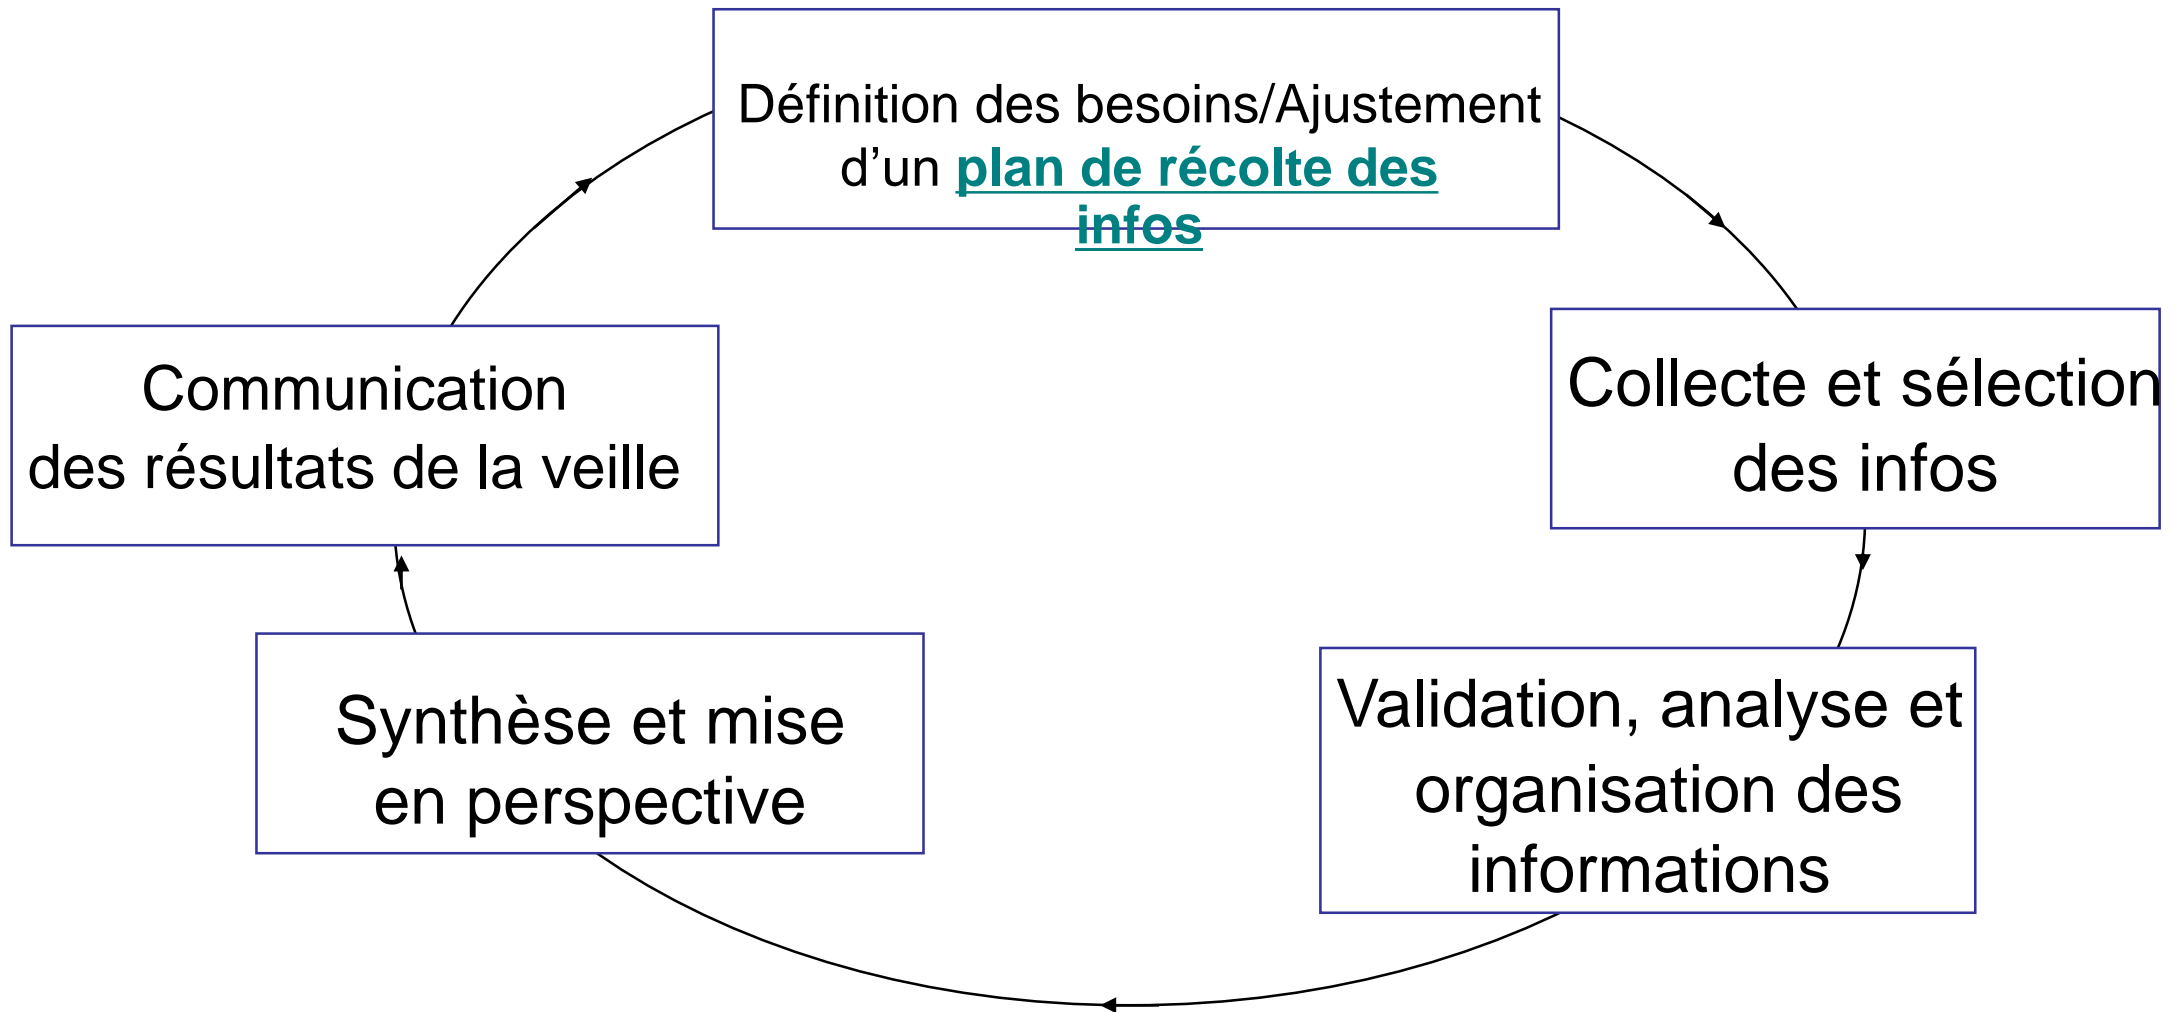 Définition des besoins/Ajustement
d’un plan de récolte des
infos
Collecte et sélection
des infos
Validation, analyse et
organisation des
informations
Synthèse et mise
en perspective
Communication
des résultats de la veille